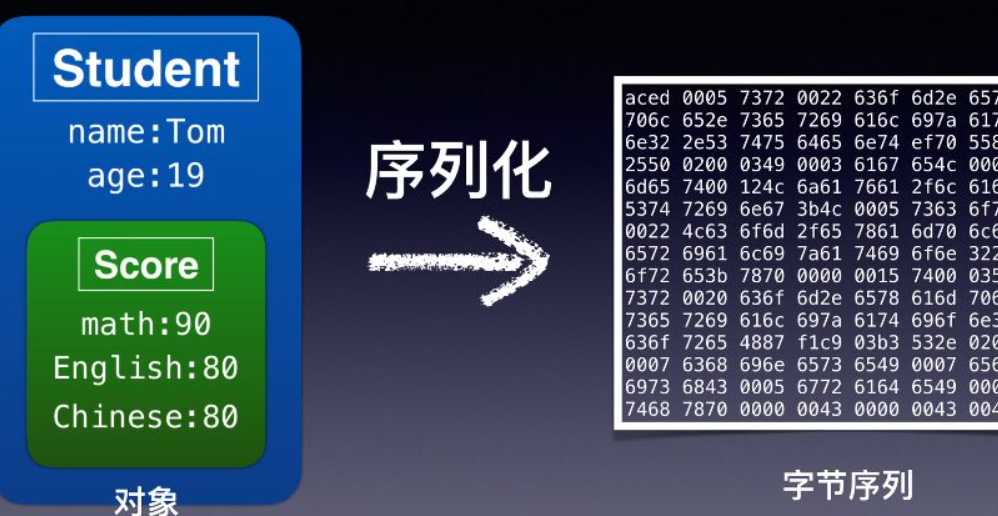 Student
name:Tom
age:19
Score
math:90
English:80
Chinese:80
对象
序列化
aced 0005 7372 0022 636f 6d2e 657
706c 652e 7365 7269 616c 697a 617
6e32 2e53 7475 6465 6e74 ef70 558
2550 0200 0349 0003 6167 654c 000
6d65 7400 124c 6a61 7661 2f6c 616
5374 7269 6e67 3b4c 0005 7363 6f7
0022 4c63 6f6d 2f65 7861 6d70 6c6
6572 6961 6c69 7a61 7469 6f6e 322
6f72 653b 7870 0000 0015 7400 035
7372 0020 636f 6d2e 6578 616d 706
7365 7269 616c 697a 6174 696f 6e3
636f 7265 4887 f1c9 03b3 532e 020
0007 6368 696e 6573 6549 0007 656
6973 6843 0005 6772 6164 6549 000
7468 7870 0000 0043 0000 0043 004
字节序列